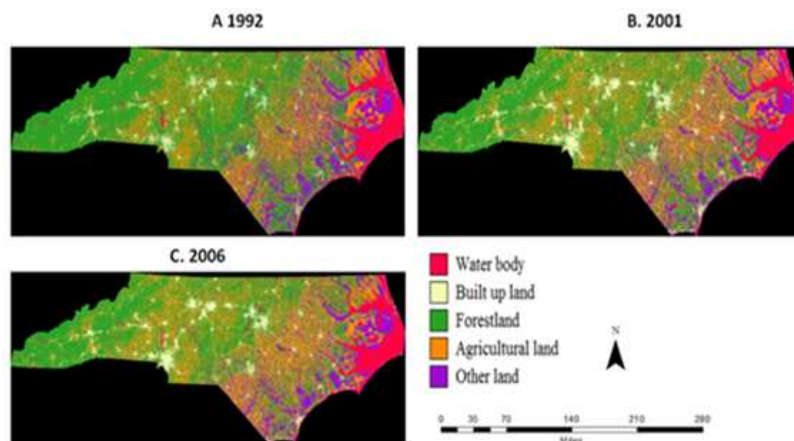 A 1992
B. 2001
C. 2006
Water body
Built up land
Forestland
Agricultural land
Other land
N
0 35 70 140 210 280
Miles